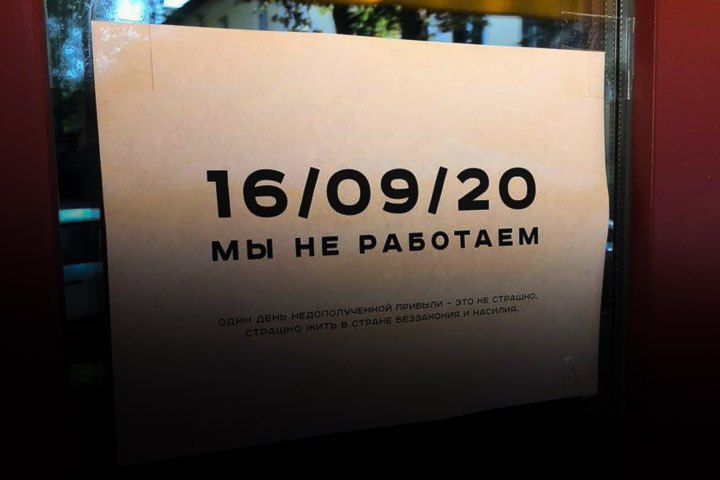 16/09/20
МЫ НЕ РАБОТАЕМ
ОДИН ДЕНЬ НЕДОПОЛУЧЕННОЙ ПРИБЫЛИ – ЭТО НЕ СТРАШНО.
СТРАШНО ЖИТЬ В СТРАНЕ БЕЗЗАКОНИЯ И НАСИЛИЯ.